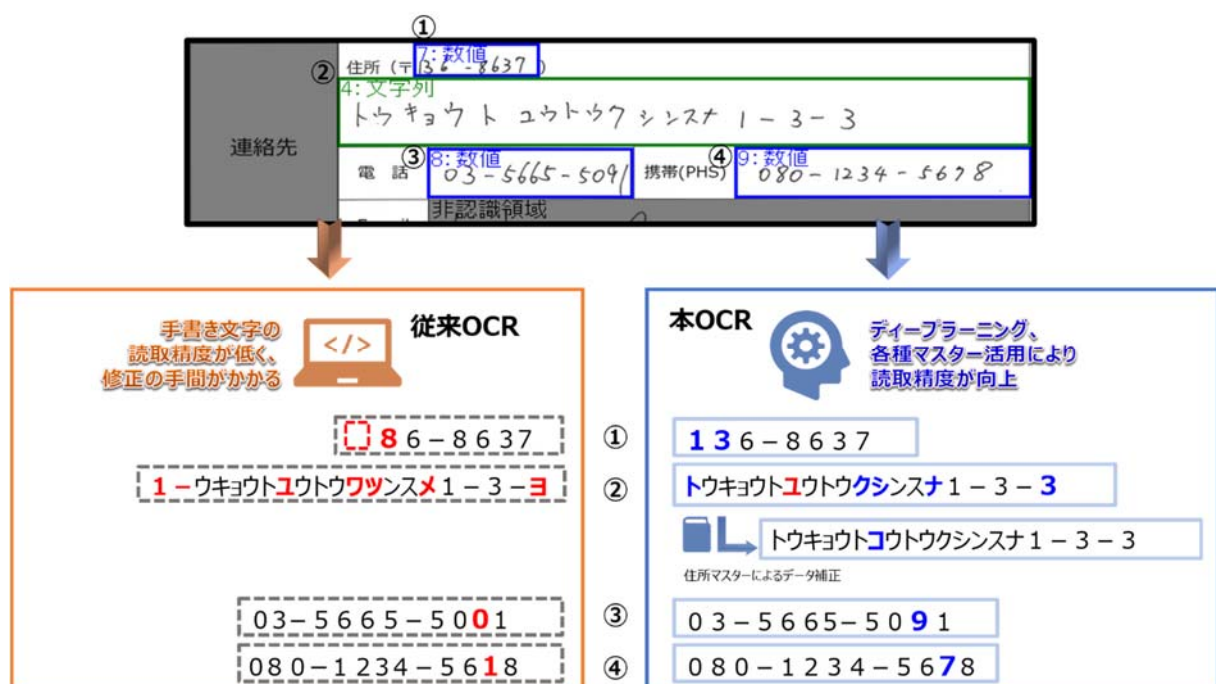 ①
7: 数値
住所 (〒136-8637)
②
4: 文字列
トウキョウト ユウトウク シンスナ 1-3-3
連絡先
③
8: 数値
電話 03-5665-5091
④
9: 数値
携帯(PHS) 080-1234-5678
非認識領域
手書き文字の
読取精度が低く、
修正の手間がかかる
</>
従来OCR
本OCR
ディープラーニング、
各種マスター活用により
読取精度が向上
86-8637
①
136-8637
1-ウキョウトユウトウワツンスメ1-3-ヨ
②
トウキョウトユウトウクシンスナ1-3-3
トウキョウトコウトウクシンスナ1-3-3
住所マスターによるデータ補正
03-5665-5001
③
03-5665-5091
080-1234-5618
④
080-1234-5678